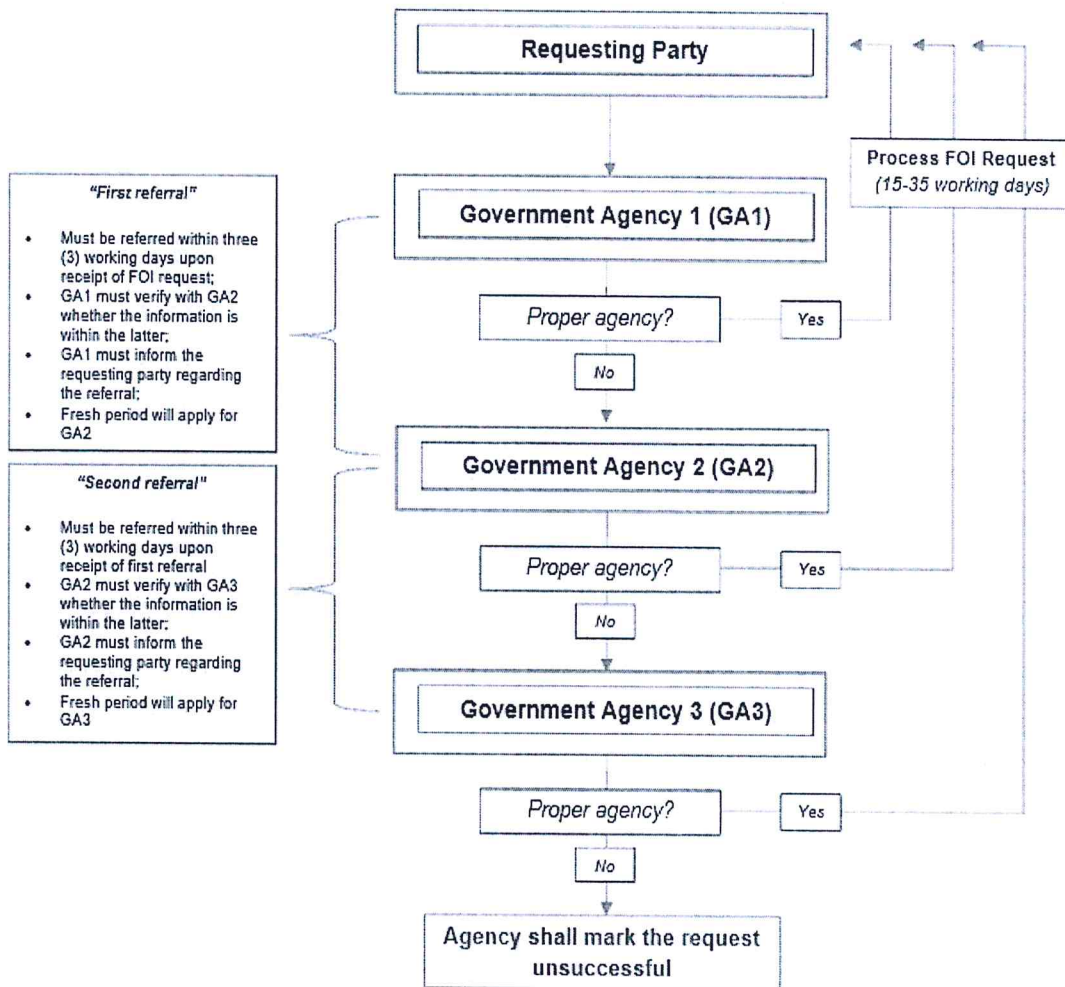 Requesting Party
Process FOI Request
(15-35 working days)
"First referral"
• Must be referred within three
(3) working days upon
receipt of FOI request;
• GA1 must verify with GA2
whether the information is
within the latter;
• GA1 must inform the
requesting party regarding
the referral;
• Fresh period will apply for
GA2
Government Agency 1 (GA1)
Proper agency?
Yes
No
Government Agency 2 (GA2)
"Second referral"
• Must be referred within three
(3) working days upon
receipt of first referral
• GA2 must verify with GA3
whether the information is
within the latter;
• GA2 must inform the
requesting party regarding
the referral;
• Fresh period will apply for
GA3
Proper agency?
Yes
No
Government Agency 3 (GA3)
Proper agency?
Yes
No
Agency shall mark the request
unsuccessful